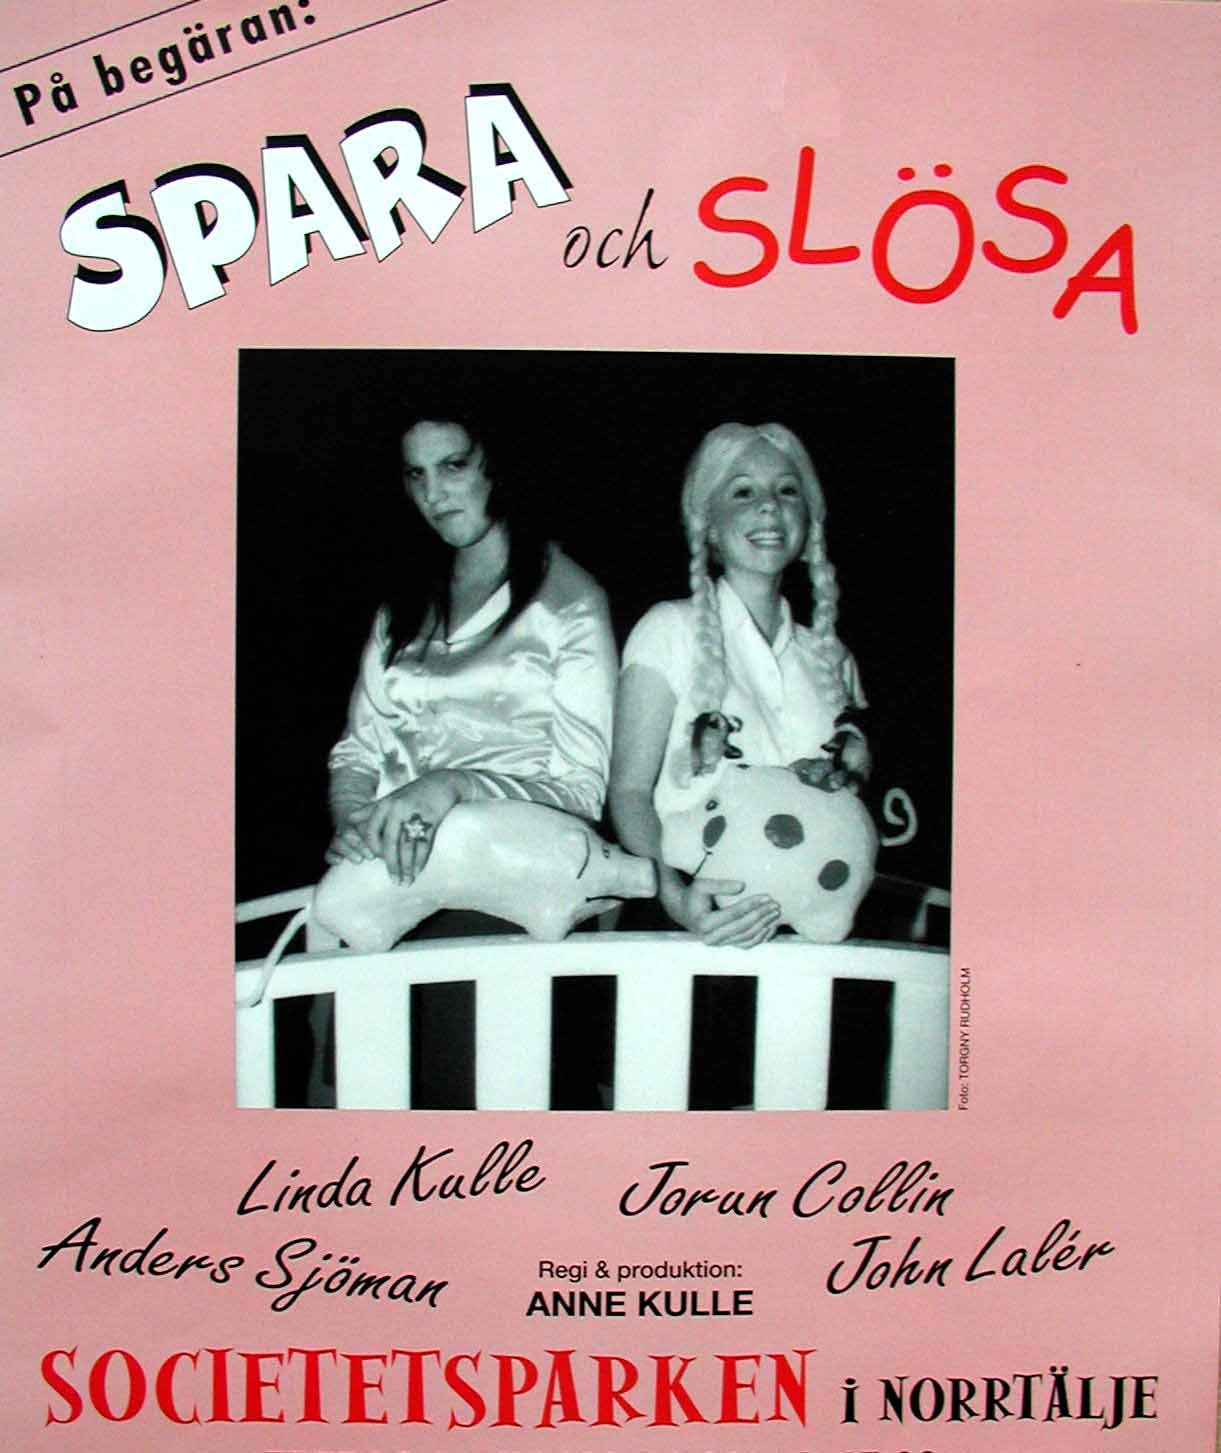 På begäran:
SPARA och SLÖSA
Foto: TORGNY RUDHOLM
Linda Kulle Jorun Collin
Anders Sjöman John Lalér
Regi & produktion:
ANNE KULLE
SOCIETETSPARKEN i NORRTÄLJE